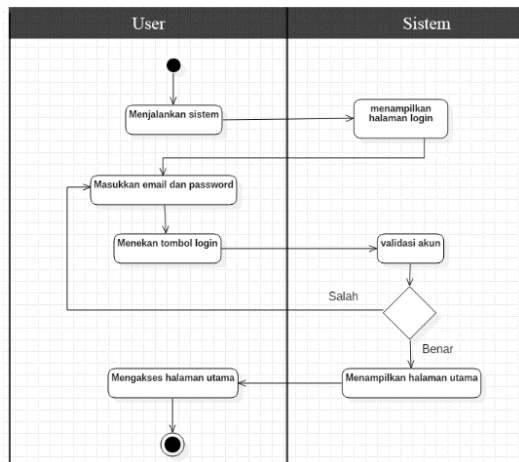 User
Sistem
Menjalankan sistem
menampilkan
halaman login
Masukkan email dan password
Menekan tombol login
validasi akun
Salah
Benar
Mengakses halaman utama
Menampilkan halaman utama